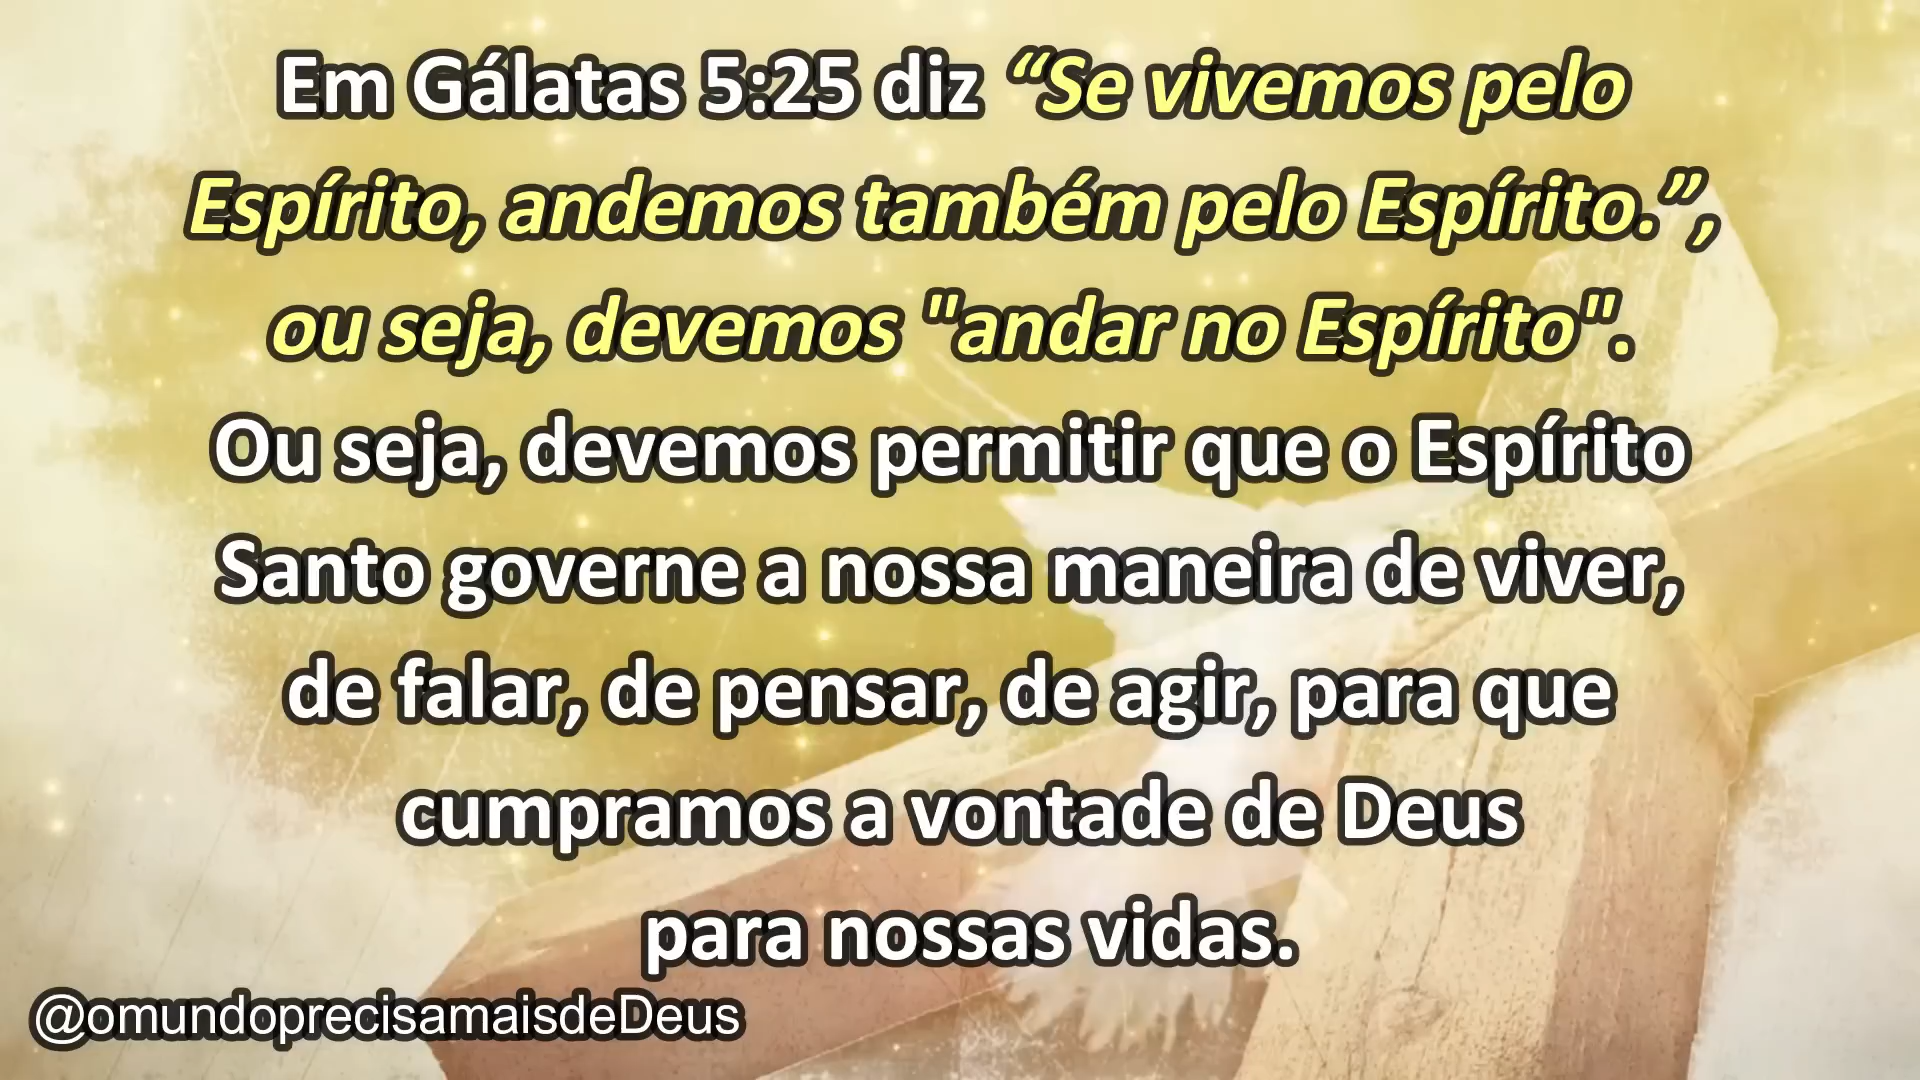 Em Gálatas 5:25 diz “Se vivemos pelo
Espírito, andemos também pelo Espírito.”,
ou seja, devemos "andar no Espírito".
Ou seja, devemos permitir que o Espírito
Santo governe a nossa maneira de viver,
de falar, de pensar, de agir, para que
cumpramos a vontade de Deus
para nossas vidas.
@omundoprecisamaisdeDeus